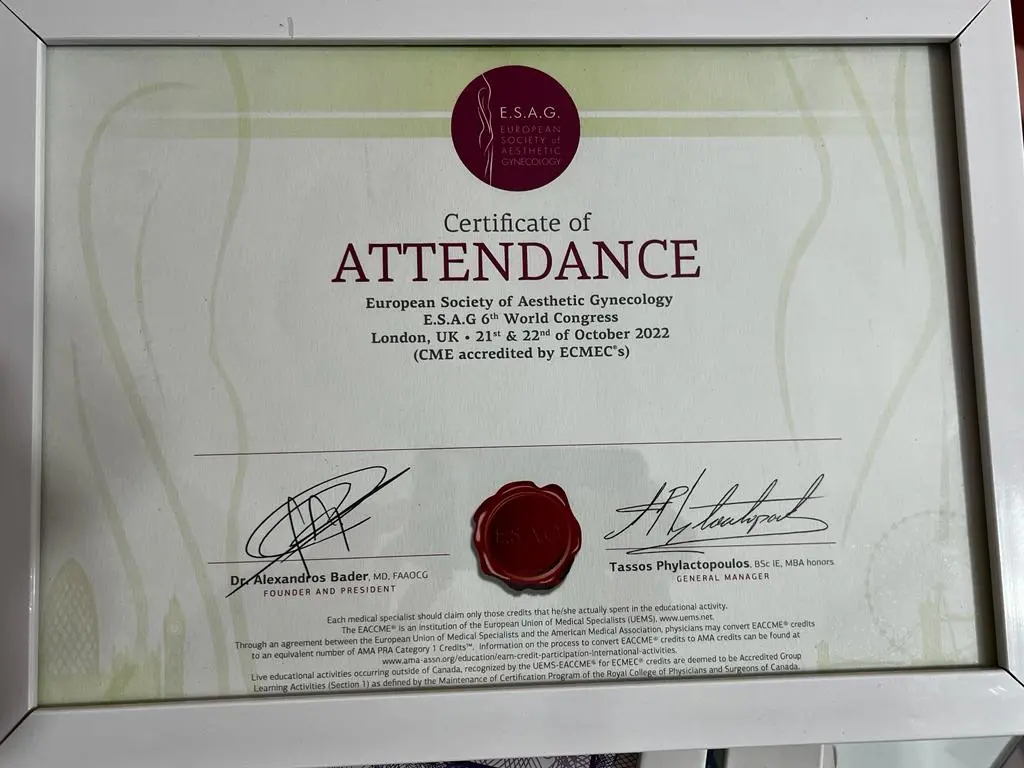 E.S.A.G.
EUROPEAN
SOCIETY of
AESTHETIC
GYNECOLOGY
Certificate of
ATTENDANCE
European Society of Aesthetic Gynecology
E.S.A.G 6th World Congress
London, UK • 21st & 22nd of October 2022
(CME accredited by ECMEC®s)
E.S.A.G
Dr. Alexandros Bader, MD, FAAOCG
FOUNDER AND PRESIDENT
Tassos Phylactopoulos, BSc IE, MBA honors
GENERAL MANAGER
Each medical specialist should claim only those credits that he/she actually spent in the educational activity.
The EACCME® is an institution of the European Union of Medical Specialists (UEMS), www.uems.net.
Through an agreement between the European Union of Medical Specialists and the American Medical Association, physicians may convert EACCME® credits
to an equivalent number of AMA PRA Category 1 Credits™. Information on the process to convert EACCME® credits to AMA credits can be found at
www.ama-assn.org/education/earn-credit-participation-international-activities.
Live educational activities occurring outside of Canada, recognized by the UEMS-EACCME® for ECMEC® credits are deemed to be Accredited Group
Learning Activities (Section 1) as defined by the Maintenance of Certification Program of the Royal College of Physicians and Surgeons of Canada.